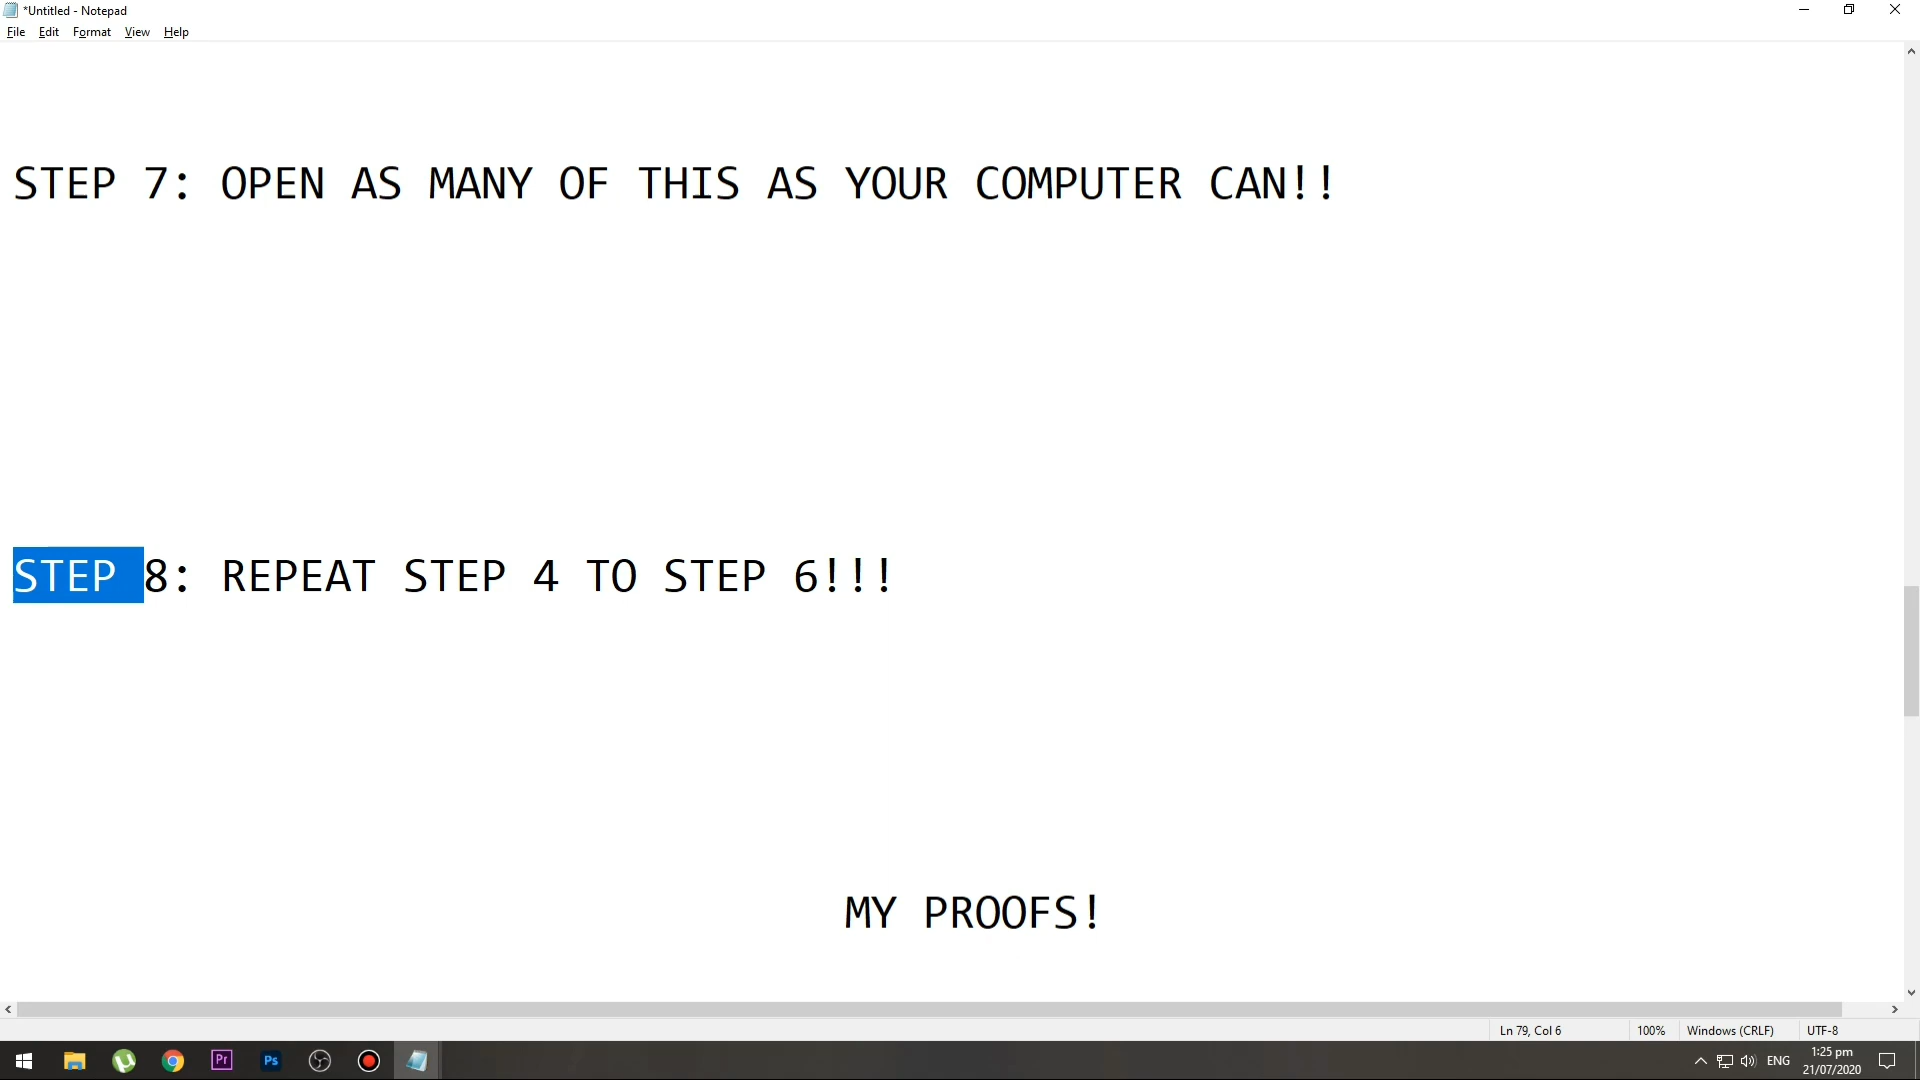 *Untitled - Notepad
File Edit Format View Help
STEP 7: OPEN AS MANY OF THIS AS YOUR COMPUTER CAN!!
STEP 8: REPEAT STEP 4 TO STEP 6!!!
MY PROOFS!
Ln 79, Col 6 100% Windows (CRLF) UTF-8
Pr Ps ENG 1:25 pm
21/07/2020